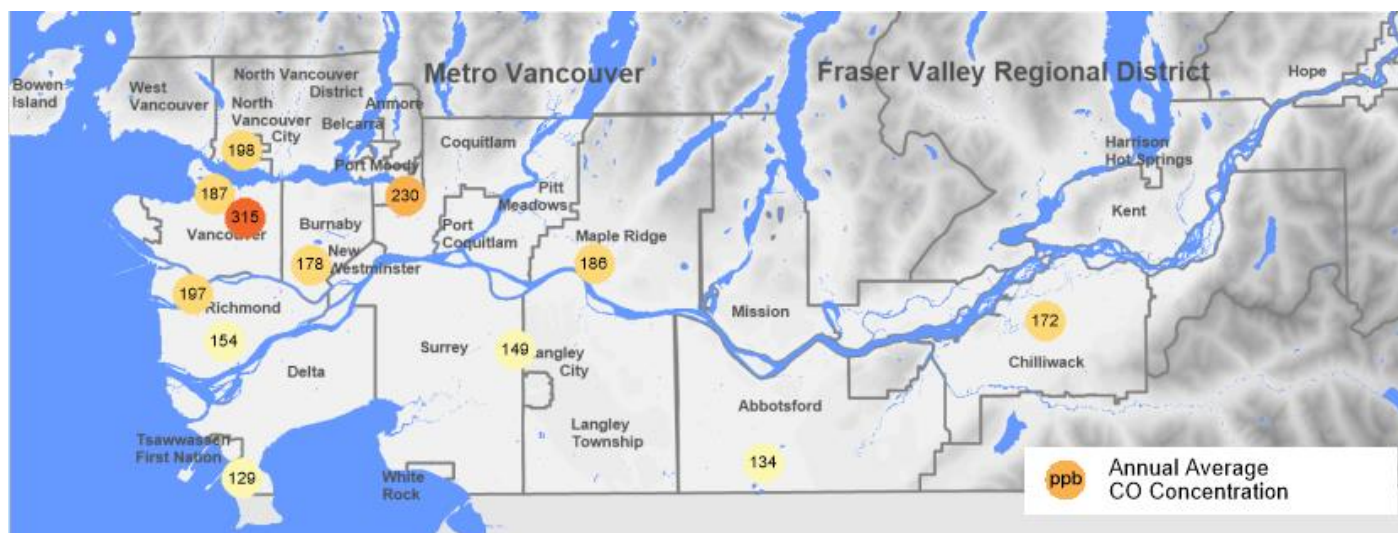 Metro Vancouver
Fraser Valley Regional District
Hope
Bowen
Island
West
Vancouver
North Vancouver
District
North
Vancouver
City
Anmore
Belcarra
Port Moody
Coquitlam
Harrison
Hot Springs
198
187
230
315
Vancouver
Burnaby
Pitt
Meadows
Port
Coquitlam
Kent
Maple Ridge
178
New
Westminster
186
197
Richmond
154
Mission
172
Delta
Surrey
149
Langley
City
Chilliwack
Abbotsford
Langley
Township
Tsawwassen
First Nation
129
White
Rock
134
ppb
Annual Average
CO Concentration